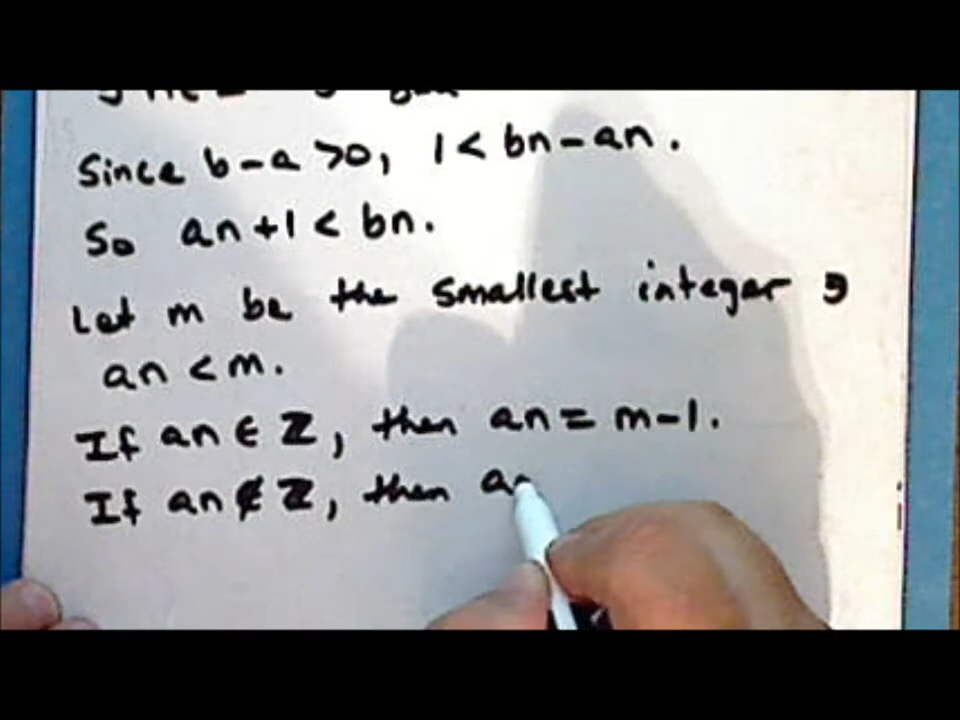 Since b-a >0, 1 < bn-an.
So an +1 < bn.
Let m be the smallest integer ∋
an < m.
If an ∈ ℤ, then an = m-1.
If an ∉ ℤ, then an